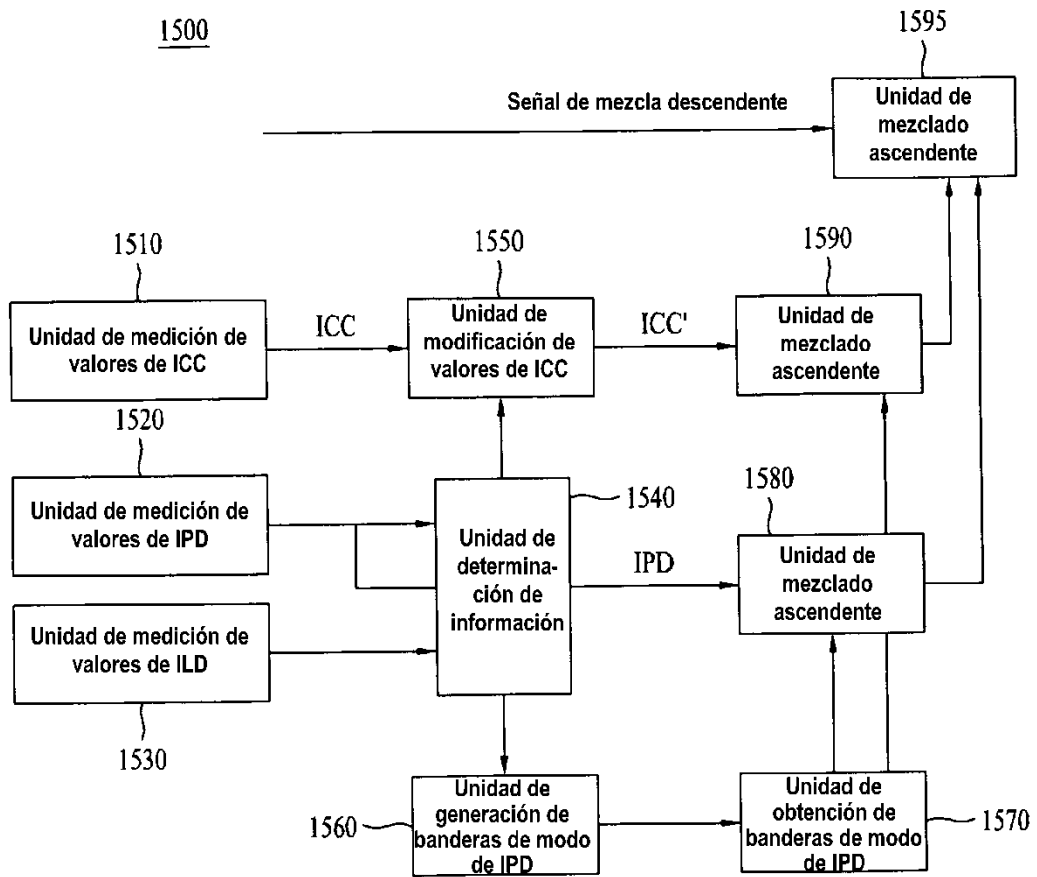 1500
1595
Señal de mezcla descendente
Unidad de
mezclado
ascendente
1510
1550
1590
Unidad de medición de
valores de ICC
ICC
Unidad de
modificación de
valores de ICC
ICC'
Unidad de
mezclado
ascendente
1520
1540
1580
Unidad de medición de
valores de IPD
Unidad de
determina-
ción de
información
IPD
Unidad de
mezclado
ascendente
Unidad de medición de
valores de ILD
1530
1560
Unidad de
generación de
banderas de modo
de IPD
Unidad de
obtención de
banderas de modo
de IPD
1570